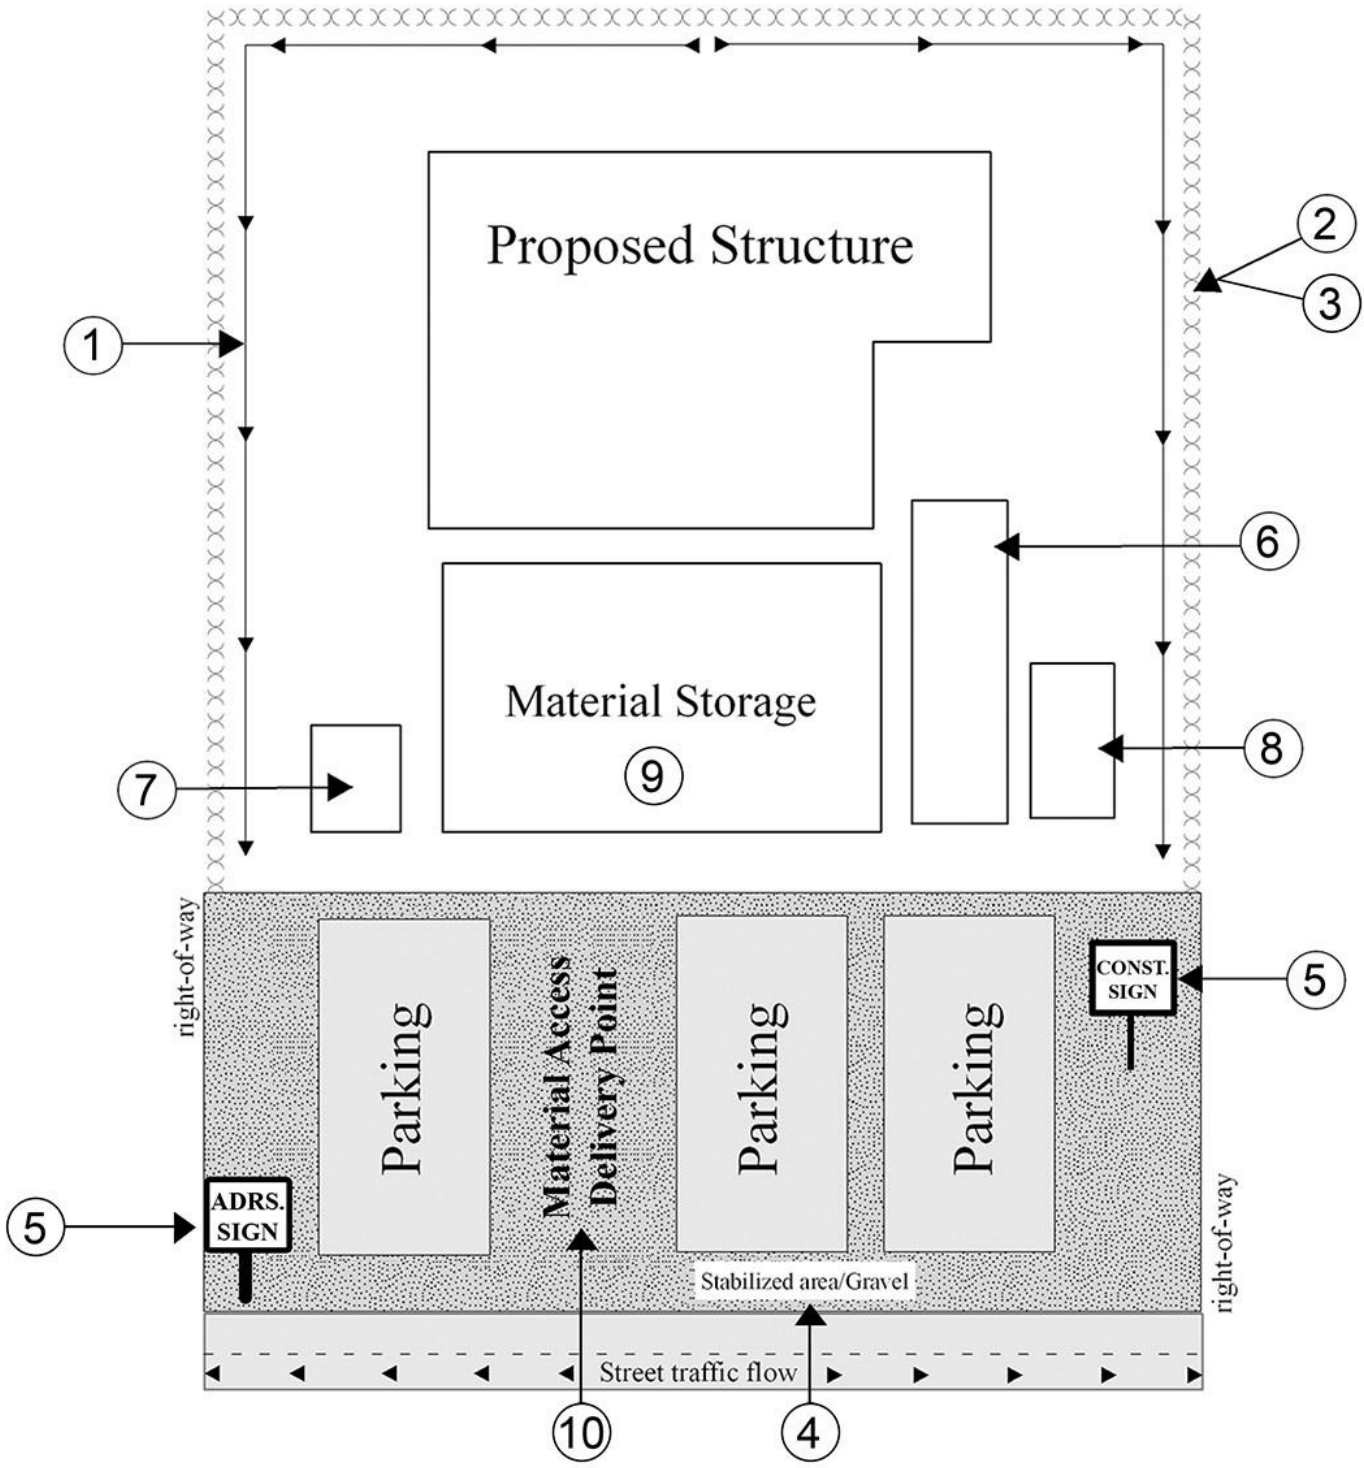 Proposed Structure
2
3
1
6
Material Storage
9
8
7
right-of-way
CONST.
SIGN
5
Parking
Material Access
Delivery Point
Parking
Parking
ADRS.
SIGN
5
right-of-way
Stabilized area/Gravel
Street traffic flow
10
4